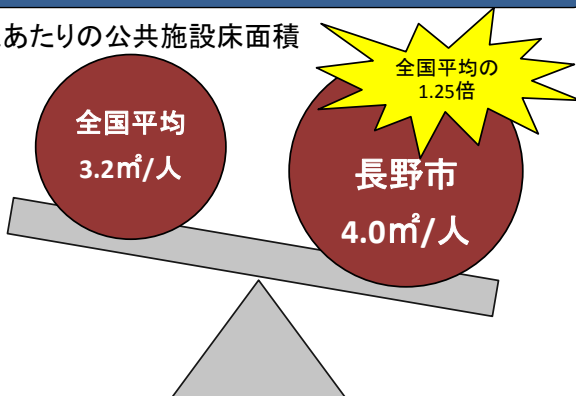 あたりの公共施設床面積
全国平均の
1.25倍
全国平均
3.2㎡/人
長野市
4.0㎡/人